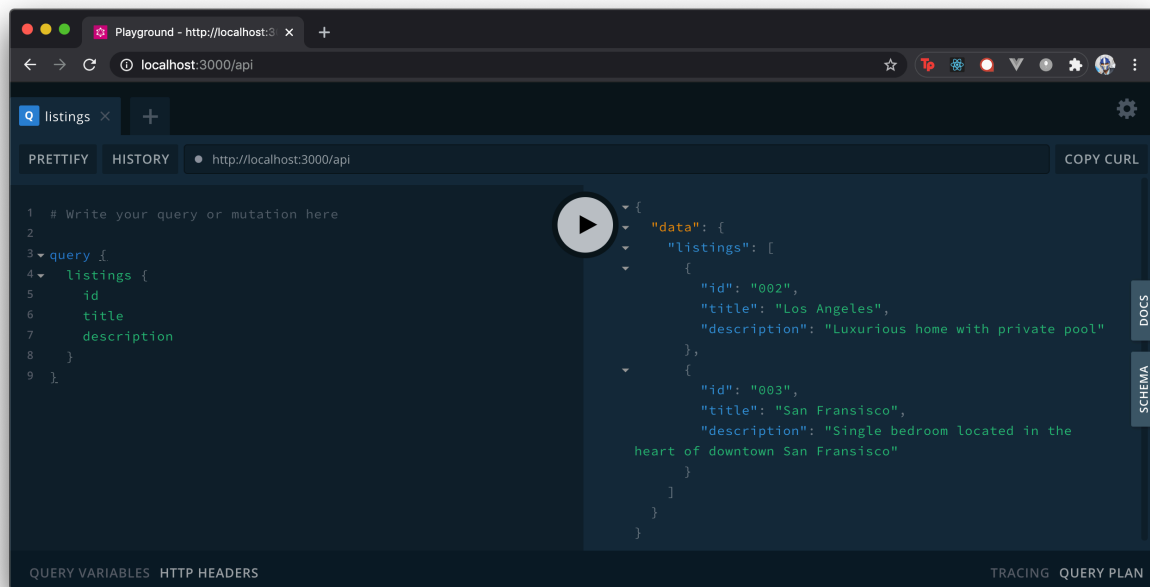 Playground - http://localhost:3
localhost:3000/api
Tp
Q listings
PRETTIFY HISTORY http://localhost:3000/api COPY CURL
1 # Write your query or mutation here
2
3 query {
4 listings {
5 id
6 title
7 description
8 }
9 }
{
"data": {
"listings": [
{
"id": "002",
"title": "Los Angeles",
"description": "Luxurious home with private pool"
},
{
"id": "003",
"title": "San Fransisco",
"description": "Single bedroom located in the
heart of downtown San Fransisco"
}
]
}
}
DOCS
SCHEMA
QUERY VARIABLES HTTP HEADERS TRACING QUERY PLAN